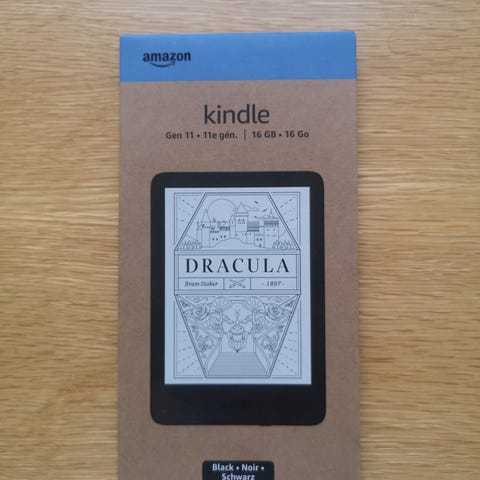 amazon
kindle
Gen 11 • 11e gén. | 16 GB • 16 Go
DRACULA
Bram Stoker - 1897 -
Black • Noir •
Schwarz